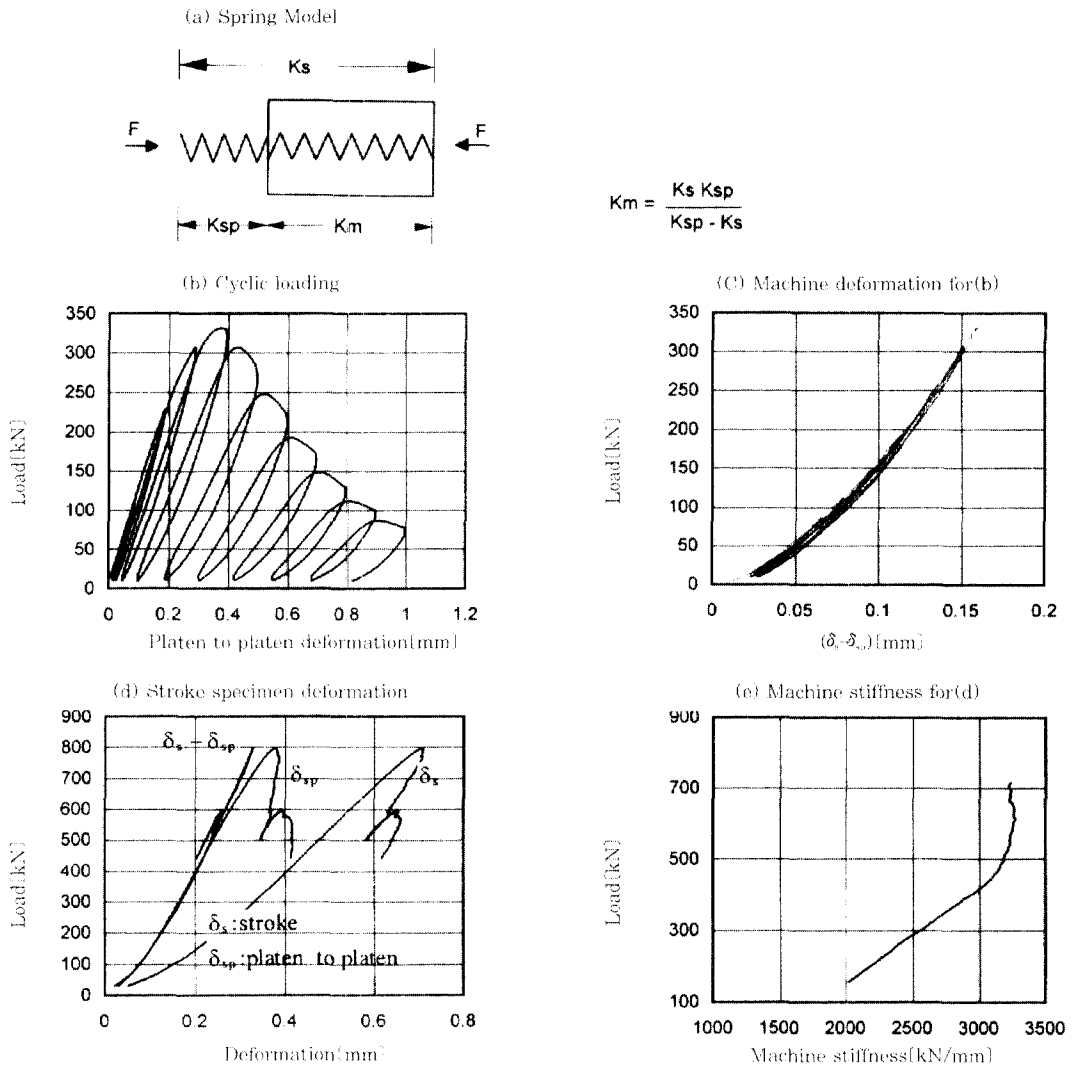 (a) Spring Model
Ks
F
F
Ksp
Km
Km = Ks Ksp
Ksp - Ks
(b) Cyclic loading
350
300
250
200
150
100
50
0
Load[kN]
0 0.2 0.4 0.6 0.8 1 1.2
Platen to platen deformation[mm]
(C) Machine deformation for(b)
350
300
250
200
150
100
50
0
Load[kN]
0 0.05 0.1 0.15 0.2
(δs-δsp)[mm]
(d) Stroke specimen deformation
900
800
700
600
500
400
300
200
100
0
Load[kN]
δs - δsp
δsp
δs
δs :stroke
δsp :platen to platen
0 0.2 0.4 0.6 0.8
Deformation[mm]
(e) Machine stiffness for(d)
900
700
500
300
100
Load[kN]
1000 1500 2000 2500 3000 3500
Machine stiffness[kN/mm]